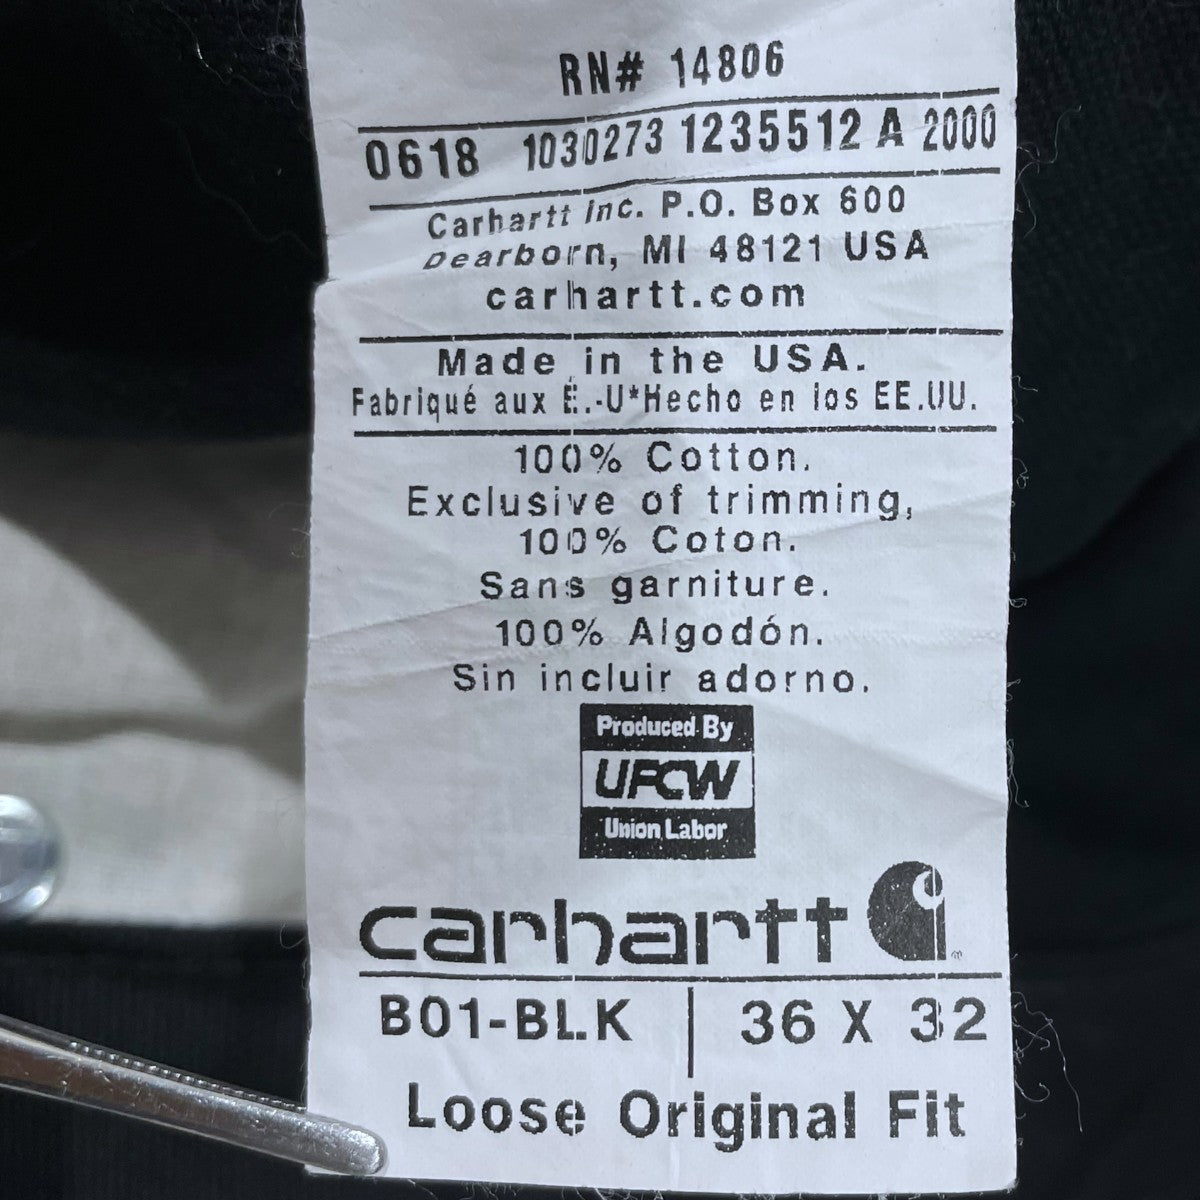 RN# 14806
0618 1030273 1235512 A 2000
Carhartt Inc. P.O. Box 600
Dearborn, MI 48121 USA
carhartt.com
Made in the USA.
Fabriqué aux É.-U*Hecho en los EE.UU.
100% Cotton.
Exclusive of trimming,
100% Coton.
Sans garniture.
100% Algodón.
Sin incluir adorno.
Produced By
UFCW
Union Labor
carhartt
B01-BLK | 36 X 32
Loose Original Fit